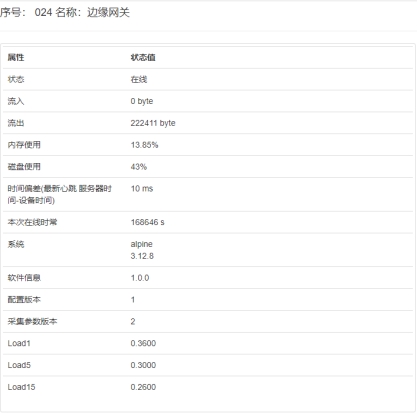 序号： 024 名称：边缘网关
属性 状态值
状态 在线
流入 0 byte
流出 222411 byte
内存使用 13.85%
磁盘使用 43%
时间偏差(最新心跳 服务器时 10 ms
间-设备时间)
本次在线时常 168646 s
系统 alpine
3.12.8
软件信息 1.0.0
配置版本 1
采集参数版本 2
Load1 0.3600
Load5 0.3000
Load15 0.2600